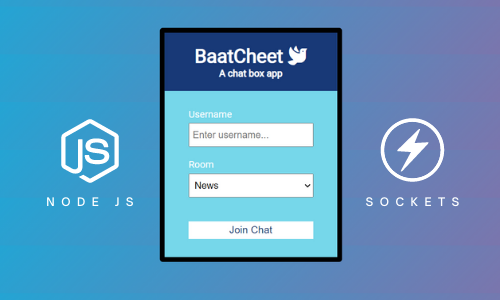 BaatCheet
A chat box app
Username
Enter username...
Room
News
Join Chat
JS
NODE JS
SOCKETS